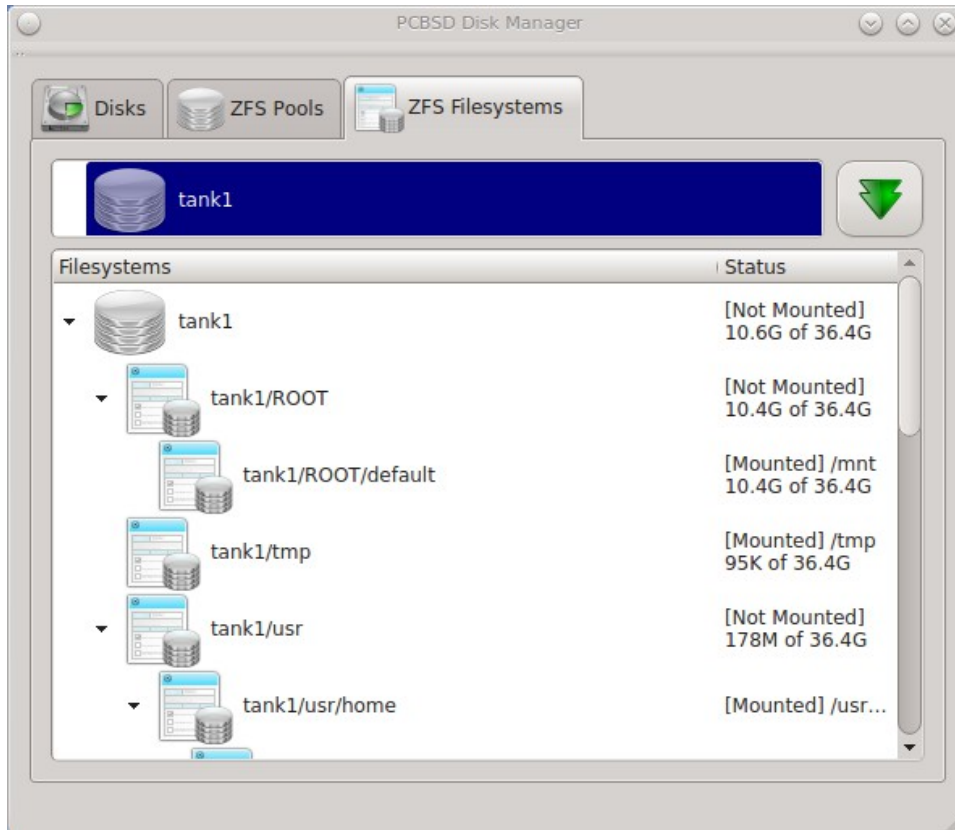 PCBSD Disk Manager
Disks
ZFS Pools
ZFS Filesystems
tank1
Filesystems
Status
tank1
[Not Mounted]
10.6G of 36.4G
tank1/ROOT
[Not Mounted]
10.4G of 36.4G
tank1/ROOT/default
[Mounted] /mnt
10.4G of 36.4G
tank1/tmp
[Mounted] /tmp
95K of 36.4G
tank1/usr
[Not Mounted]
178M of 36.4G
tank1/usr/home
[Mounted] /usr...